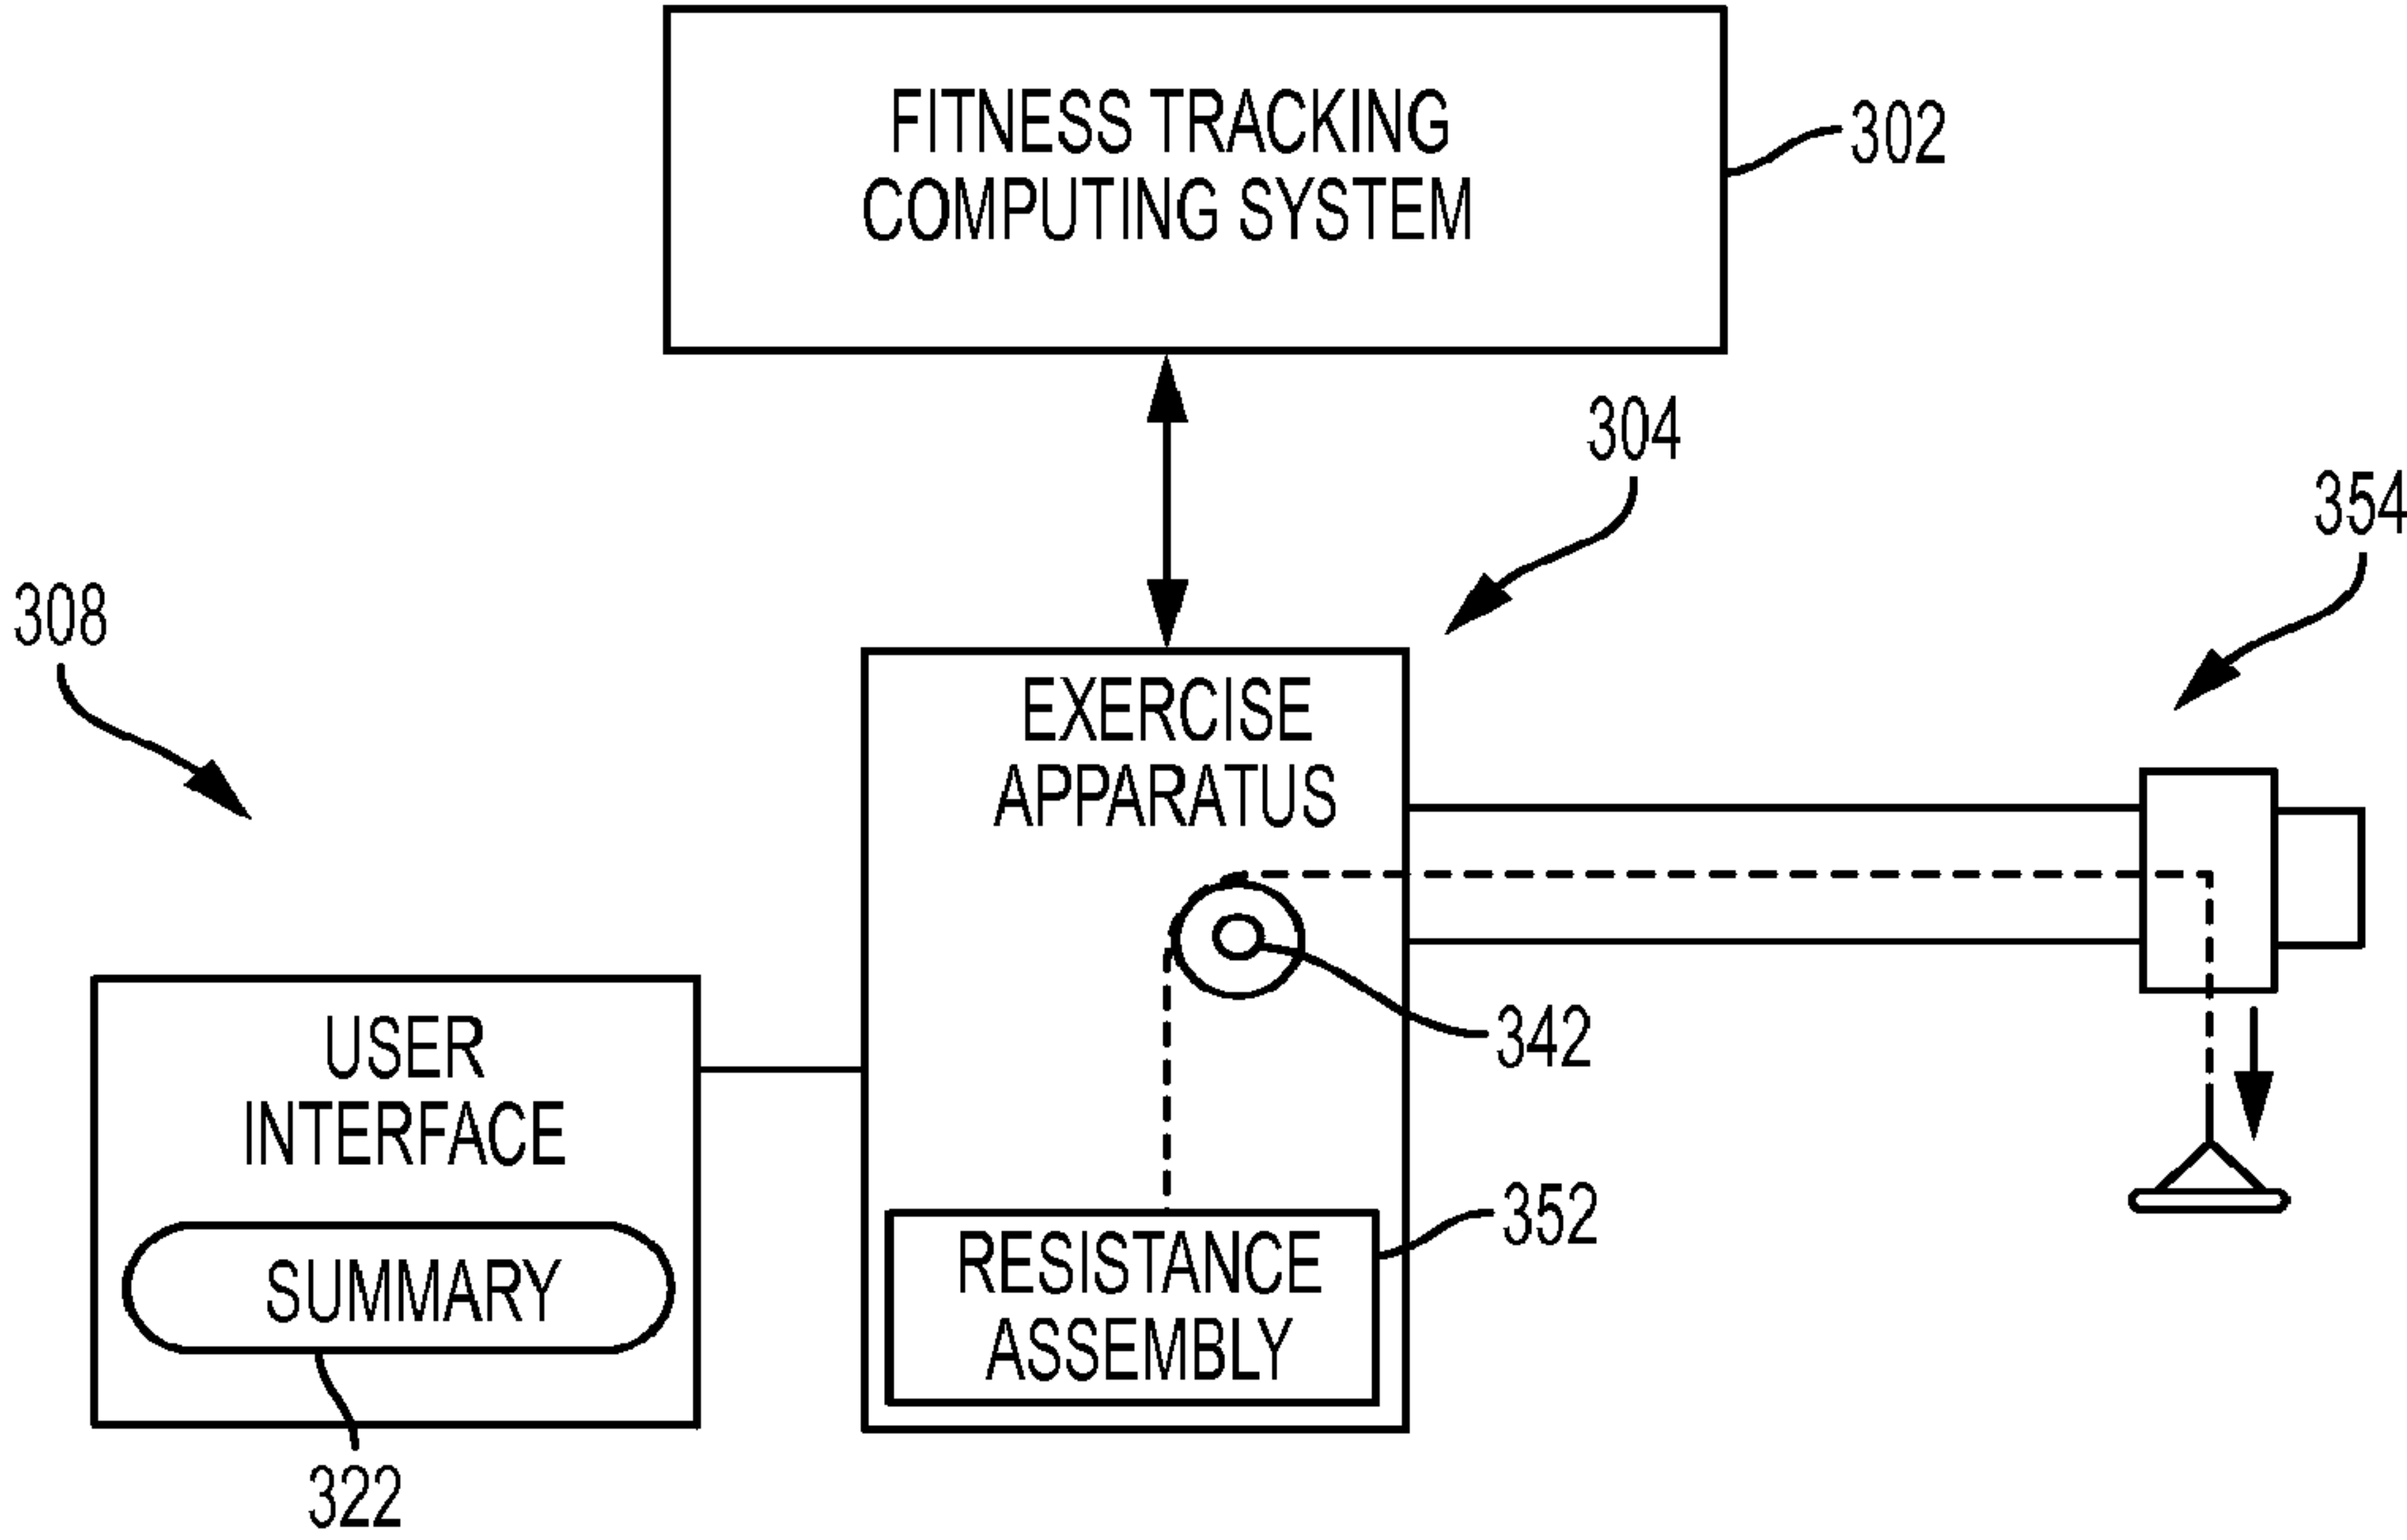 FITNESS TRACKING
COMPUTING SYSTEM
302
304
354
308
EXERCISE
APPARATUS
342
USER
INTERFACE
SUMMARY
322
352
RESISTANCE
ASSEMBLY